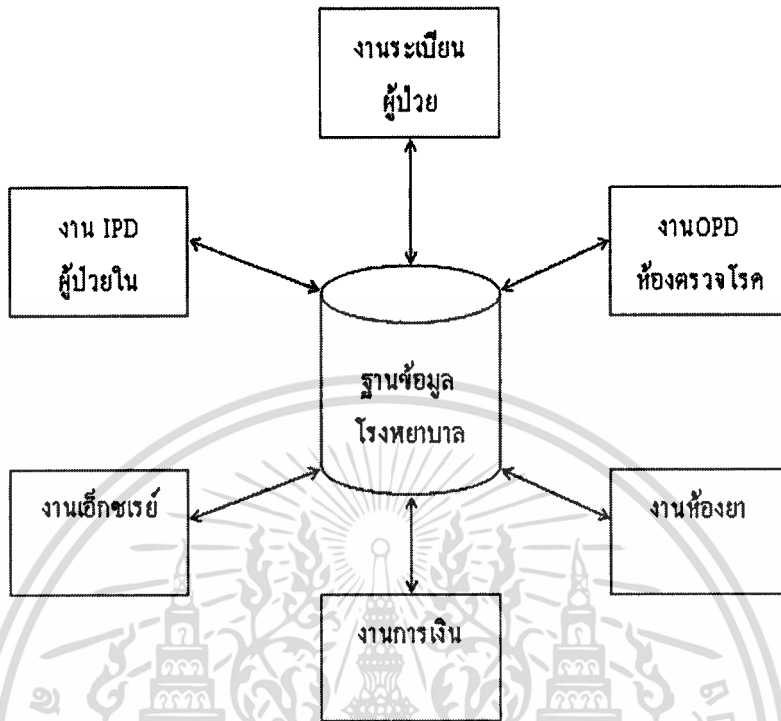 งานระเบียน
ผู้ป่วย
งาน IPD
ผู้ป่วยใน
งานOPD
ห้องตรวจโรค
ฐานข้อมูล
โรงหยาบาล
งานเอ็กซเรย์
งานห้องยา
งานการเงิน